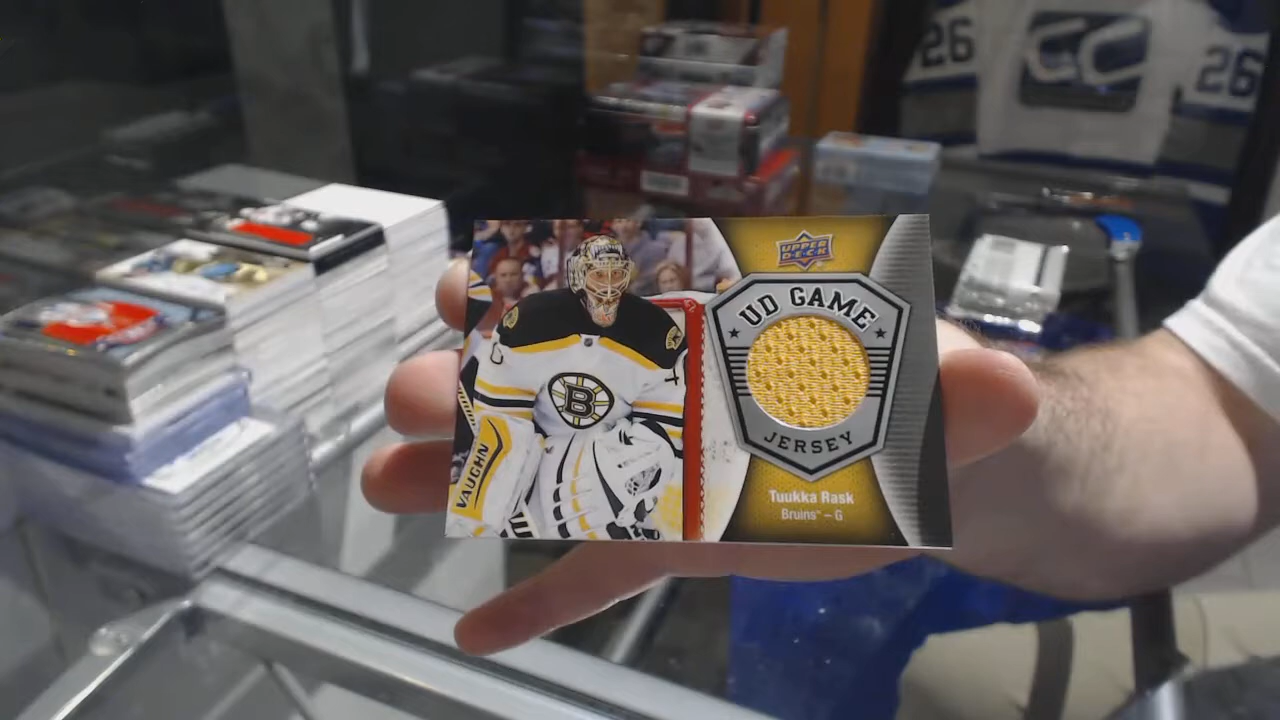 26
26
UPPER
DECK
UD GAME
JERSEY
Tuukka Rask
Bruins™ – G
B
VAUGHN